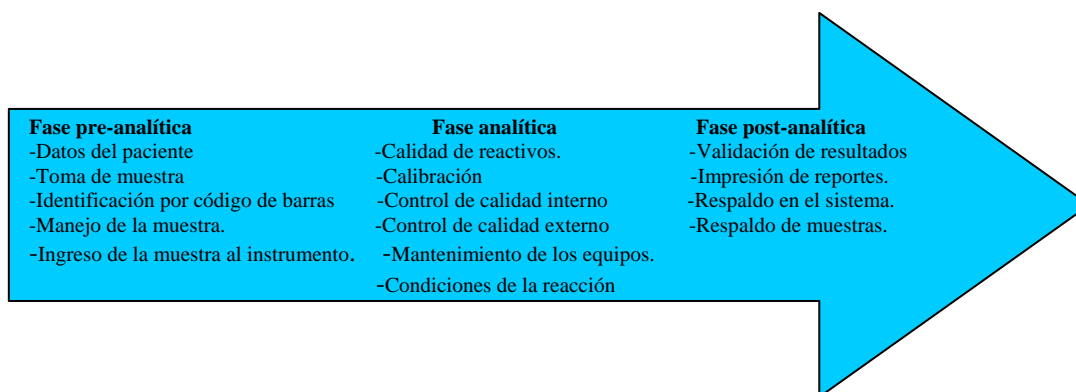 Fase pre-analítica
-Datos del paciente
-Toma de muestra
-Identificación por código de barras
-Manejo de la muestra.
-Ingreso de la muestra al instrumento.
Fase analítica
-Calidad de reactivos.
-Calibración
-Control de calidad interno
-Control de calidad externo
-Mantenimiento de los equipos.
-Condiciones de la reacción
Fase post-analítica
-Validación de resultados
-Impresión de reportes.
-Respaldo en el sistema.
-Respaldo de muestras.